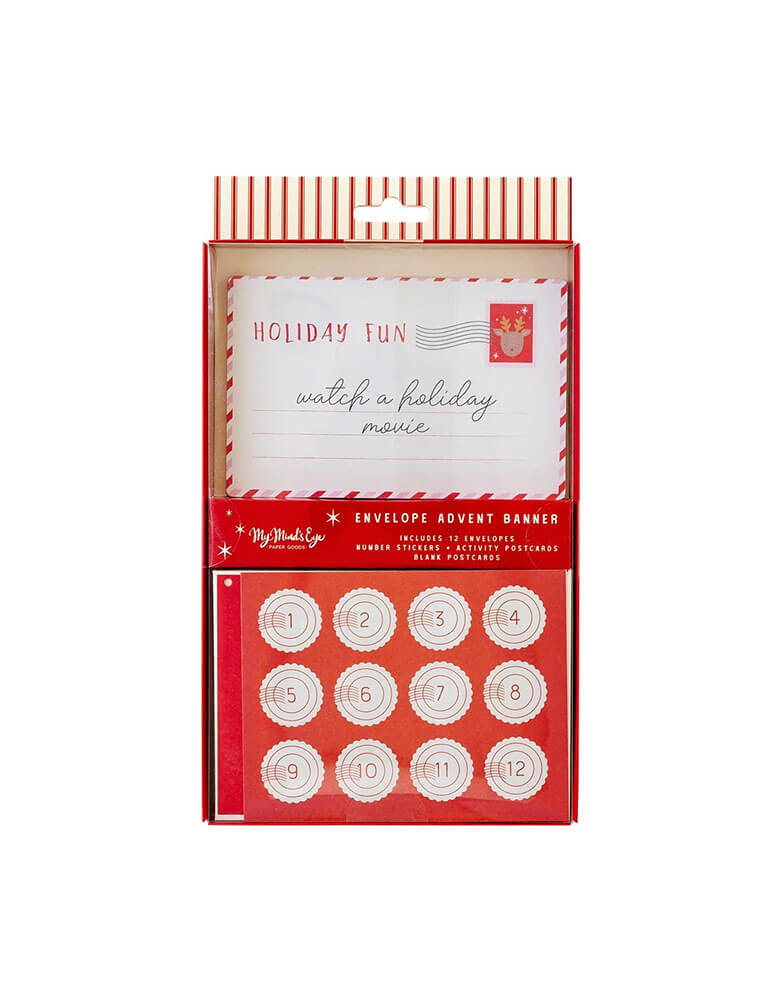 HOLIDAY FUN
watch a holiday
movie
My Mind's Eye
PAPER GOODS
ENVELOPE ADVENT BANNER
INCLUDES 12 ENVELOPES
NUMBER STICKERS • ACTIVITY POSTCARDS
BLANK POSTCARDS
1 2 3 4
5 6 7 8
9 10 11 12